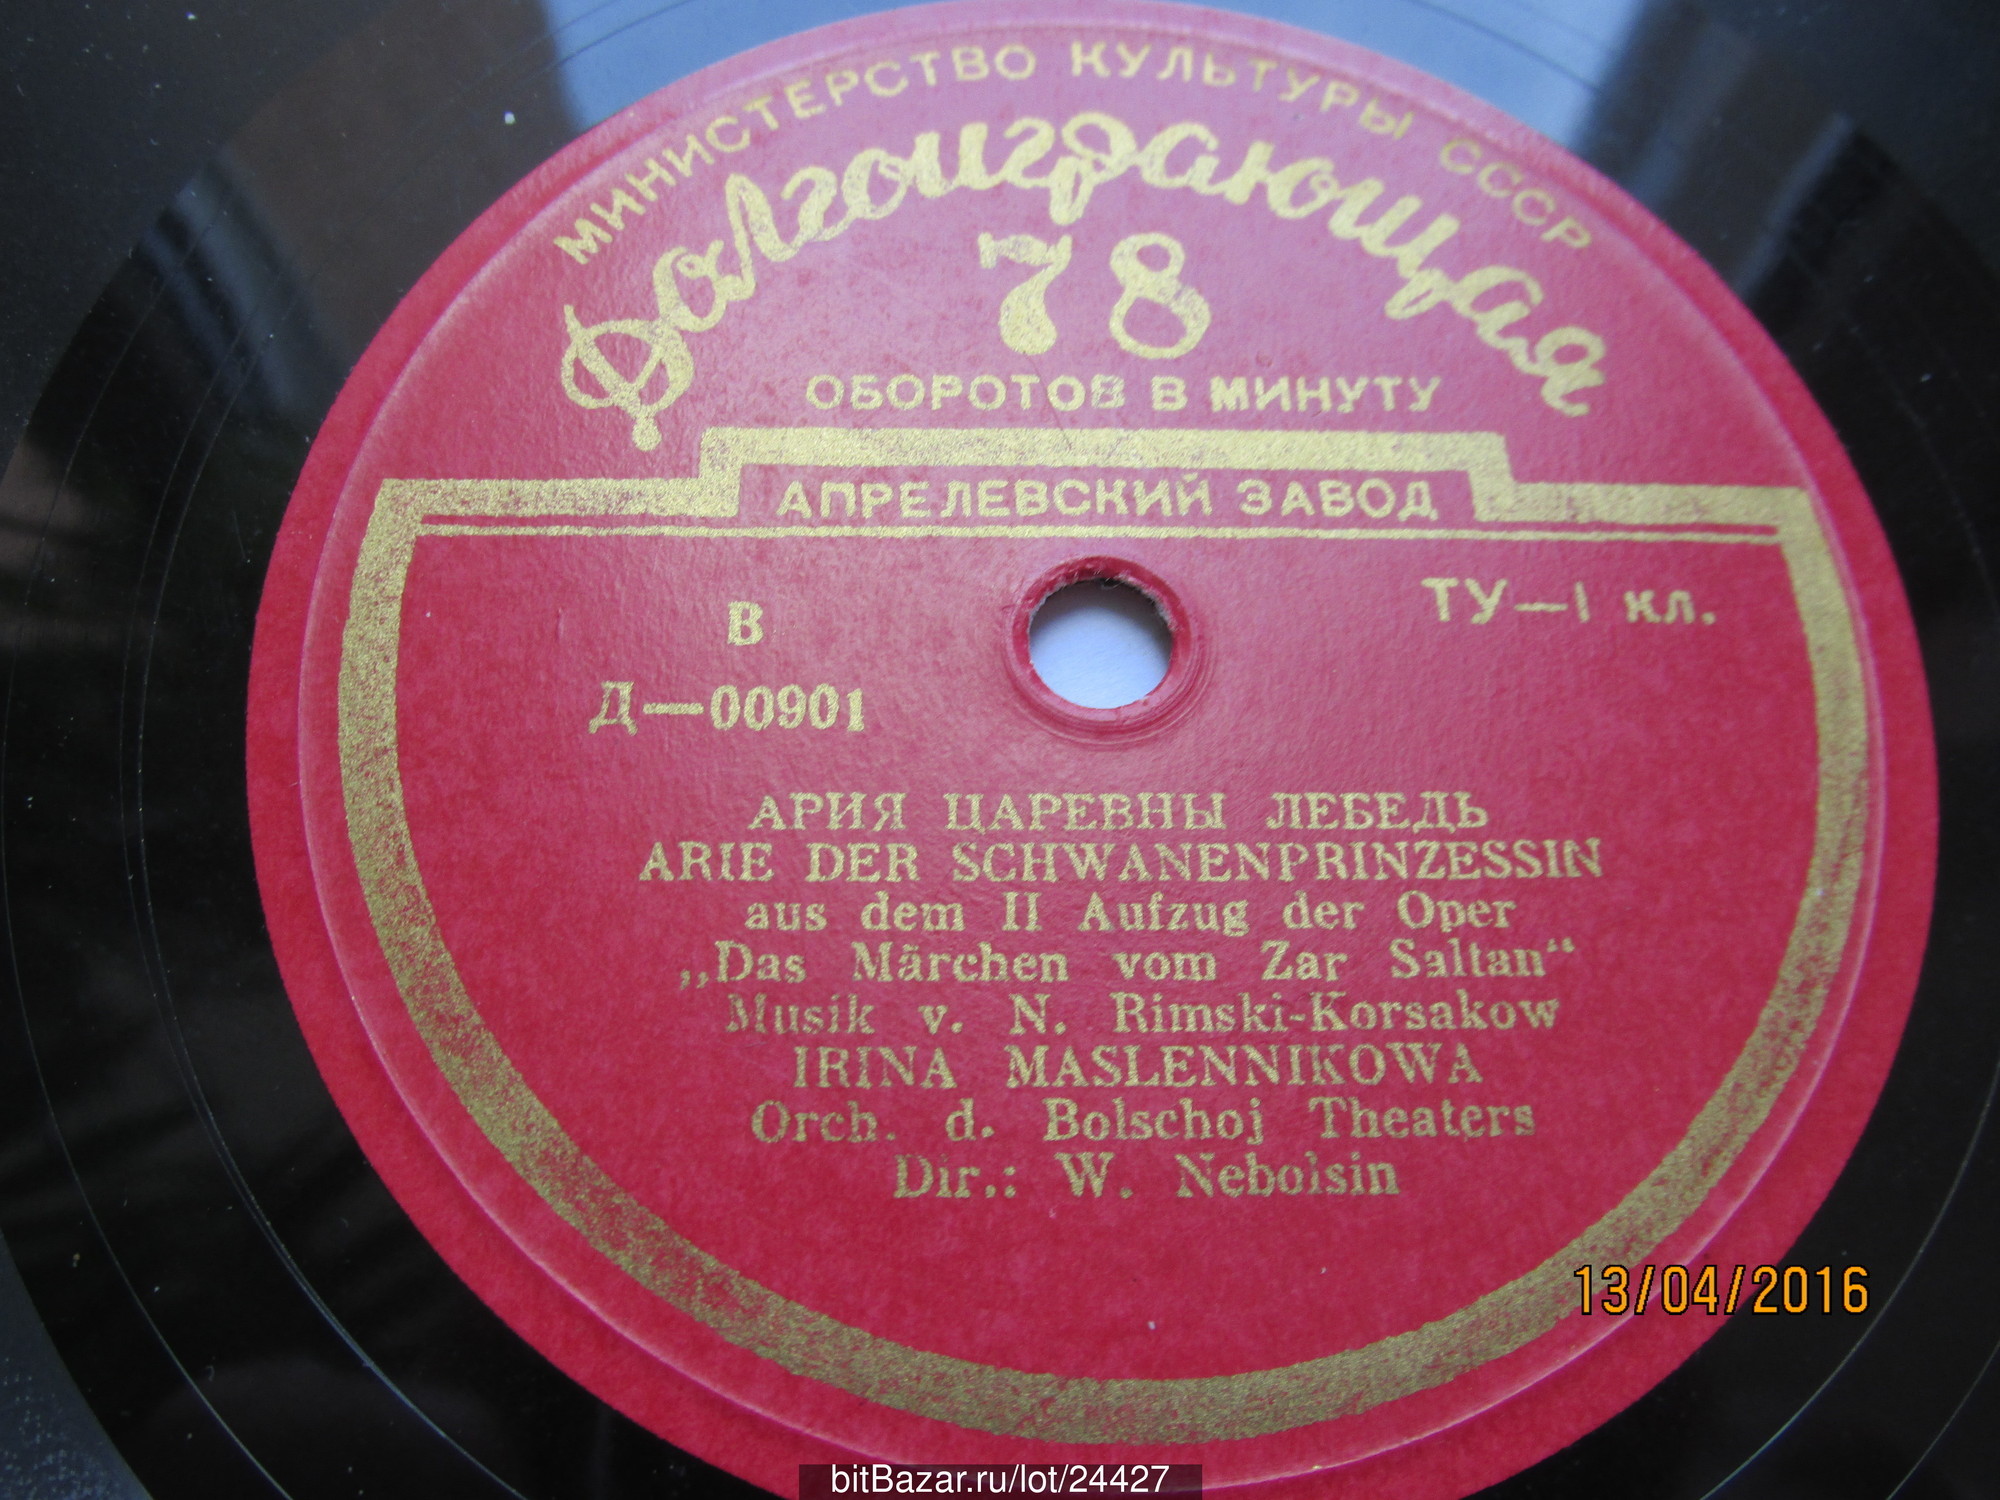 МИНИСТЕРСТВО КУЛЬТУРЫ СССР
Долгоиграющая
78
ОБОРОТОВ В МИНУТУ
АПРЕЛЕВСКИЙ ЗАВОД
В
ТУ—I кл.
Д—00901
АРИЯ ЦАРЕВНЫ ЛЕБЕДЬ
ARIE DER SCHWANENPRINZESSIN
aus dem II Aufzug der Oper
„Das Märchen vom Zar Saltan“
Musik v. N. Rimski-Korsakow
IRINA MASLENNIKOWA
Orch. d. Bolschoj Theaters
Dir.: W. Nebolsin
13/04/2016
bitBazar.ru/lot/24427